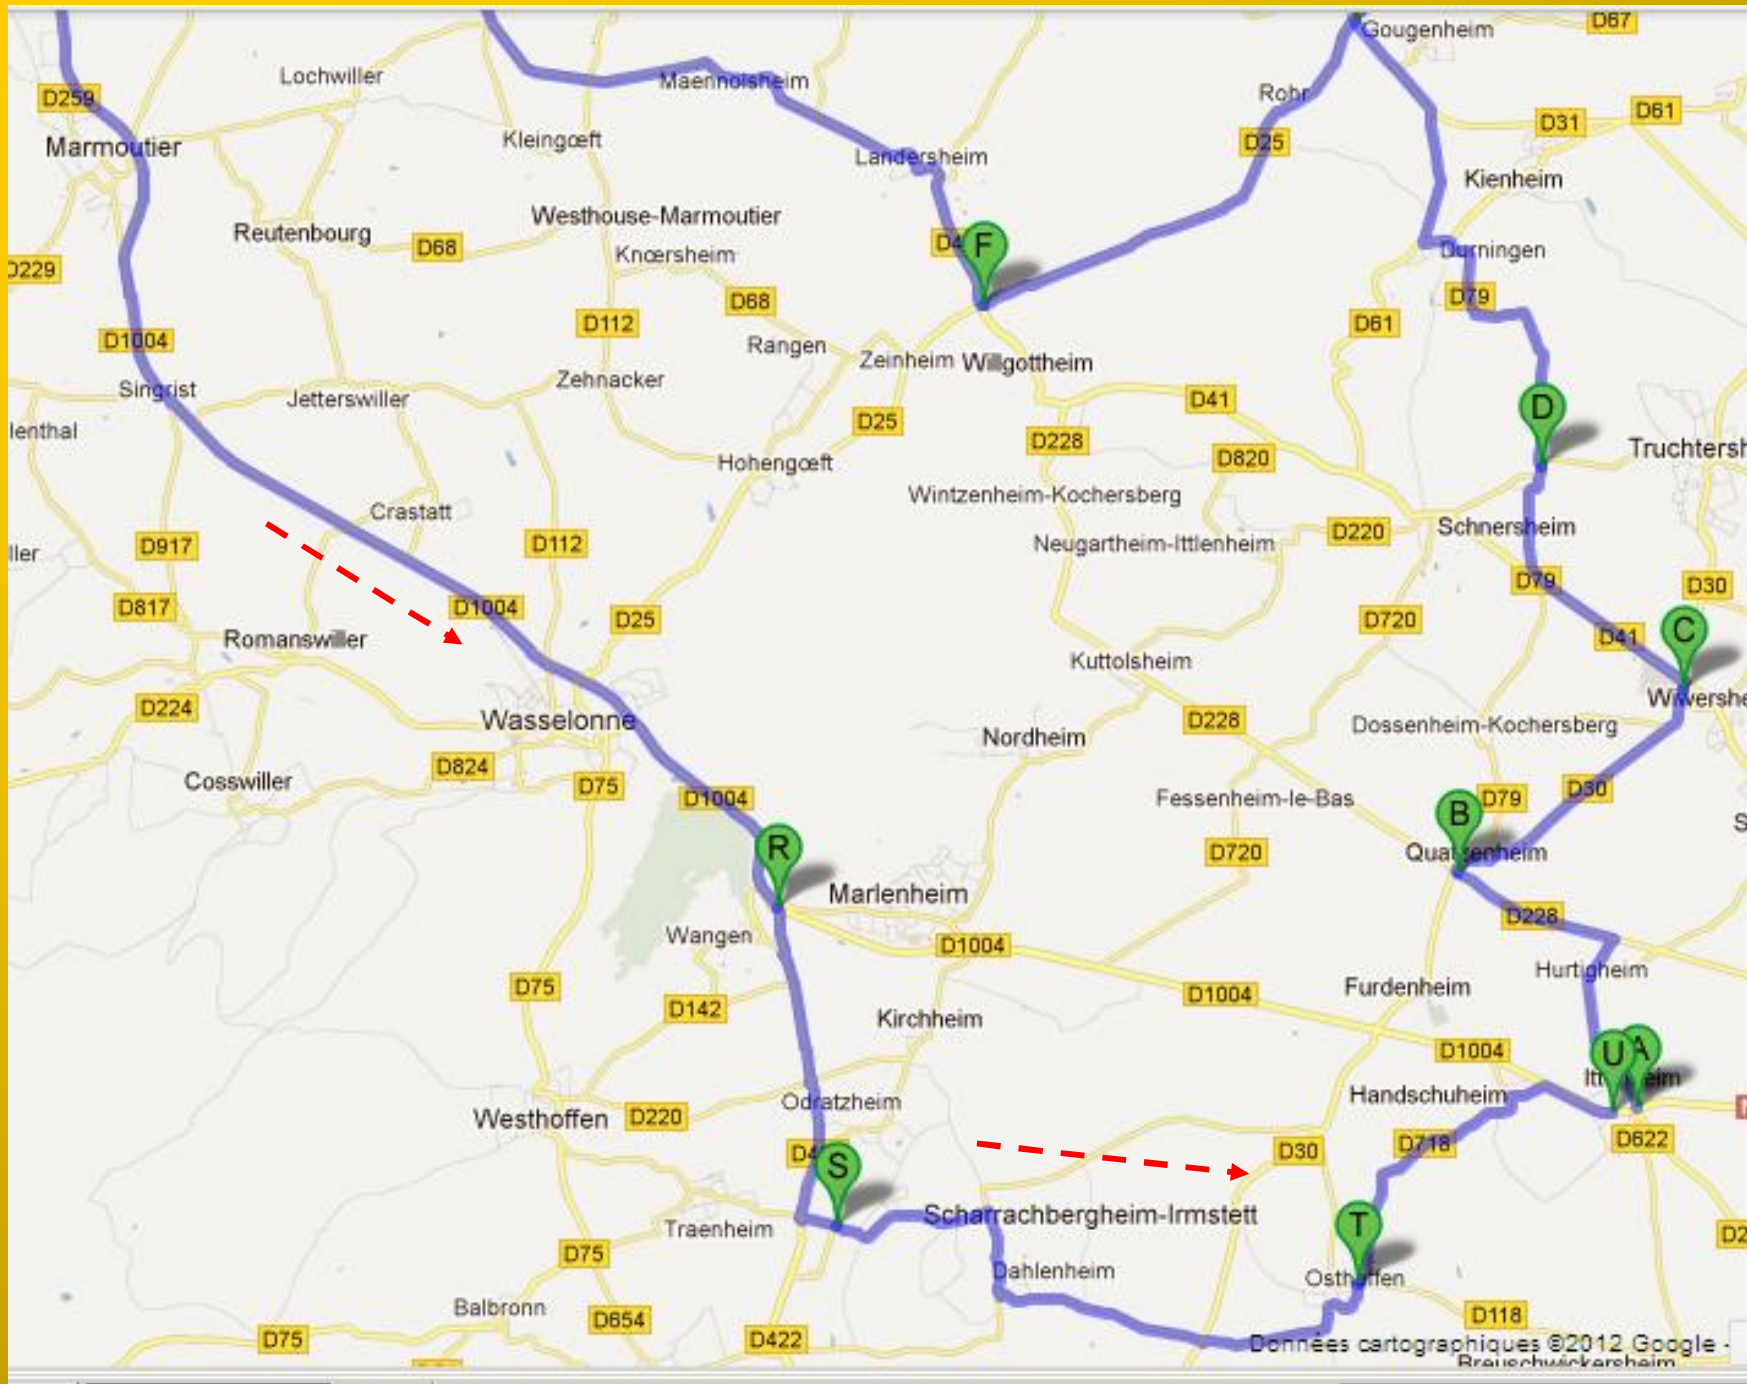 Gougenheim
D67
Lochwiller
Maennolsheim
Rohr
D259
D31
D61
Marmoutier
Kleingœft
Landersheim
D25
Kienheim
Westhouse-Marmoutier
Reutenbourg
D68
Knœrsheim
F
Durningen
D229
D68
D79
D112
D61
D1004
Rangen
Zeinheim
Willgottheim
Singrist
Jetterswiller
Zehnacker
D41
D
D25
lenthal
D228
D820
Truchtersh
Hohengœft
Wintzenheim-Kochersberg
Crastatt
Schnersheim
D917
D112
Neugartheim-Ittlenheim
D220
ller
D79
D30
D817
D1004
D25
D720
D41
C
Romanswiller
Kuttolsheim
D224
Wasselonne
D228
Dossenheim-Kochersberg
Nordheim
D824
Cosswiller
D75
D1004
Fessenheim-le-Bas
D79
D30
B
R
D720
Marlenheim
D228
Wangen
D1004
Hurtigheim
D75
D142
D1004
Furdenheim
Kirchheim
D1004
U
A
Handschuheim
Odratzheim
Westhoffen
D220
D30
D718
D622
S
Traenheim
Scharrachbergheim-Irmstett
T
D75
Dahlenheim
Osthoffen
Balbronn
D654
D118
D75
D422
Données cartographiques ©2012 Google -
Breuschwickersheim